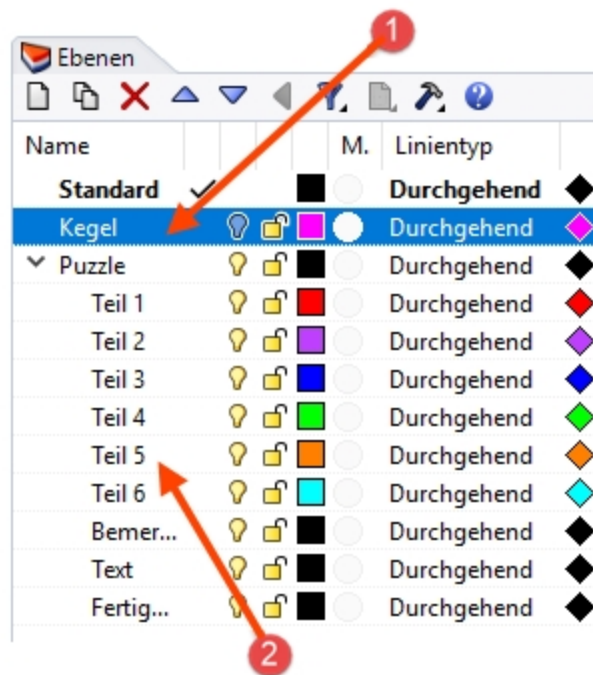 1
Ebenen
Name M. Linientyp
Standard Durchgehend
Kegel Durchgehend
Puzzle Durchgehend
Teil 1 Durchgehend
Teil 2 Durchgehend
Teil 3 Durchgehend
Teil 4 Durchgehend
Teil 5 Durchgehend
Teil 6 Durchgehend
Bemer... Durchgehend
Text Durchgehend
Fertig... Durchgehend
2